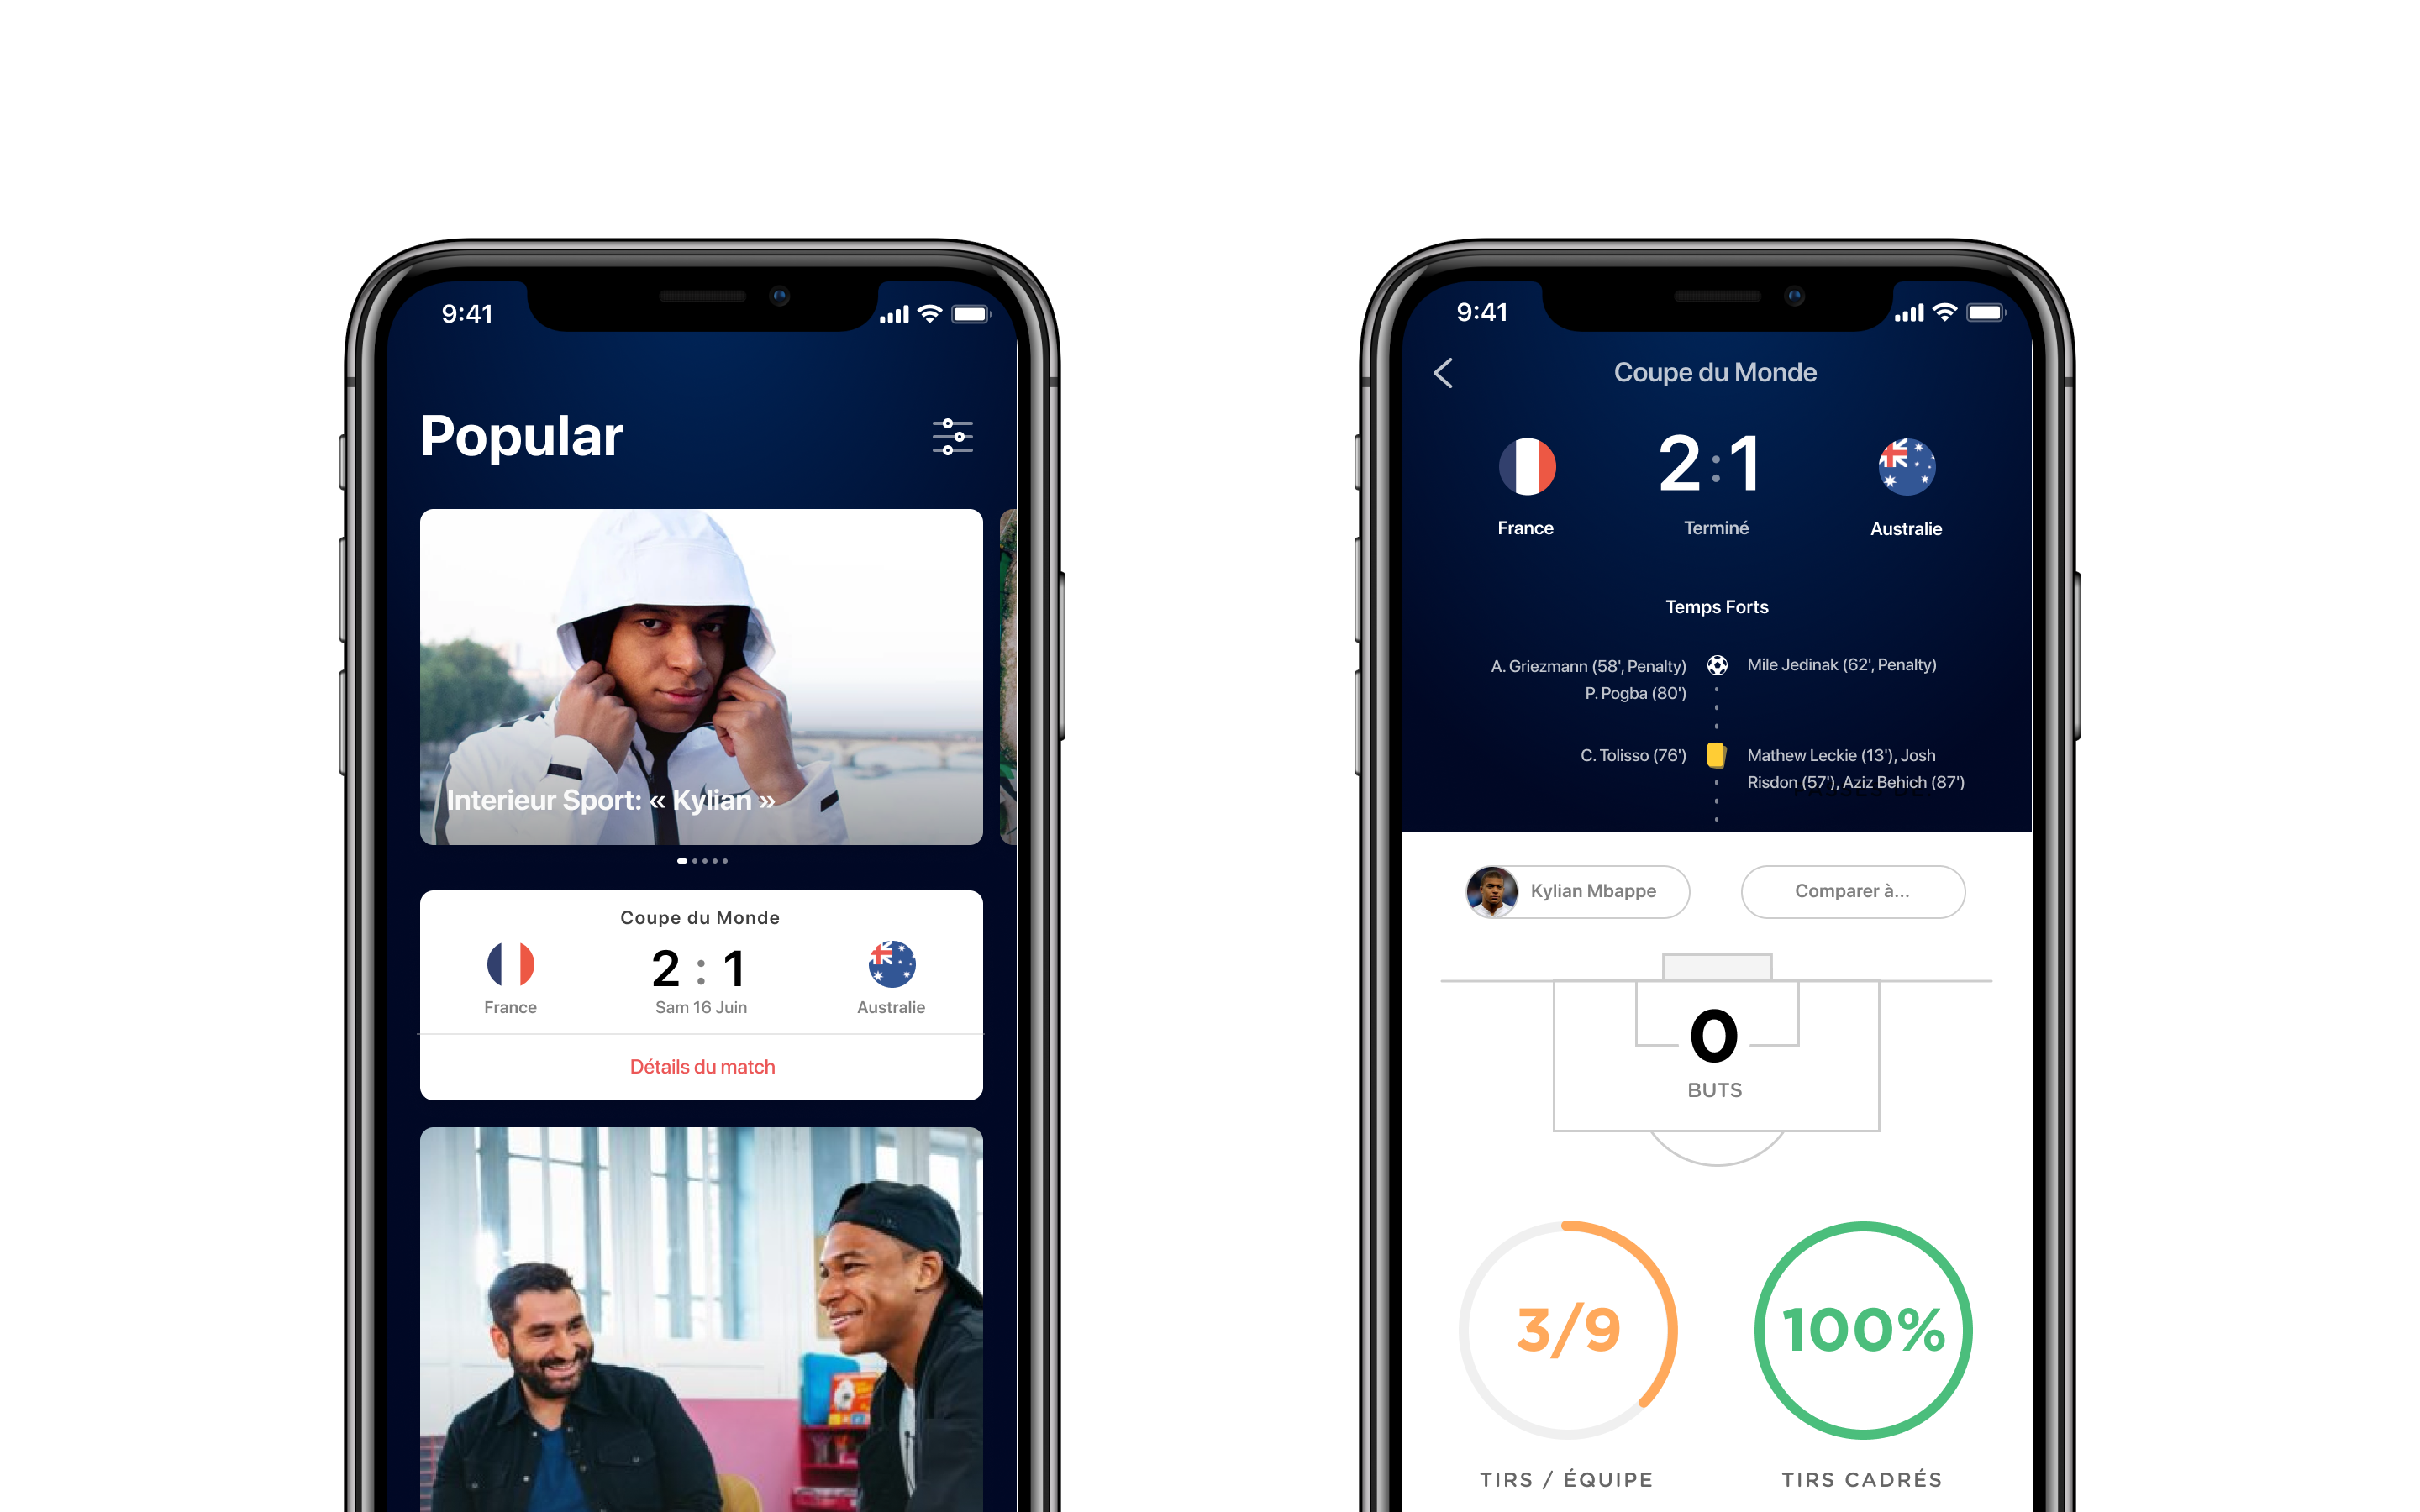 9:41
Popular
Interieur Sport: « Kylian »
Coupe du Monde
2 : 1
France
Sam 16 Juin
Australie
Détails du match
9:41
Coupe du Monde
2 : 1
France
Terminé
Australie
Temps Forts
A. Griezmann (58', Penalty)
Mile Jedinak (62', Penalty)
P. Pogba (80')
C. Tolisso (76')
Mathew Leckie (13'), Josh
Risdon (57'), Aziz Behich (87')
Kylian Mbappe
Comparer à...
0
BUTS
3/9
100%
TIRS / ÉQUIPE
TIRS CADRÉS